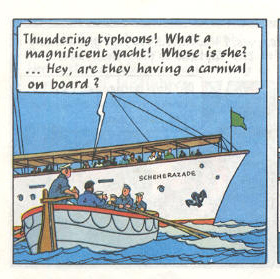 Thundering typhoons! What a
magnificent yacht! Whose is she?
... Hey, are they having a carnival
on board?
SCHEHERAZADE